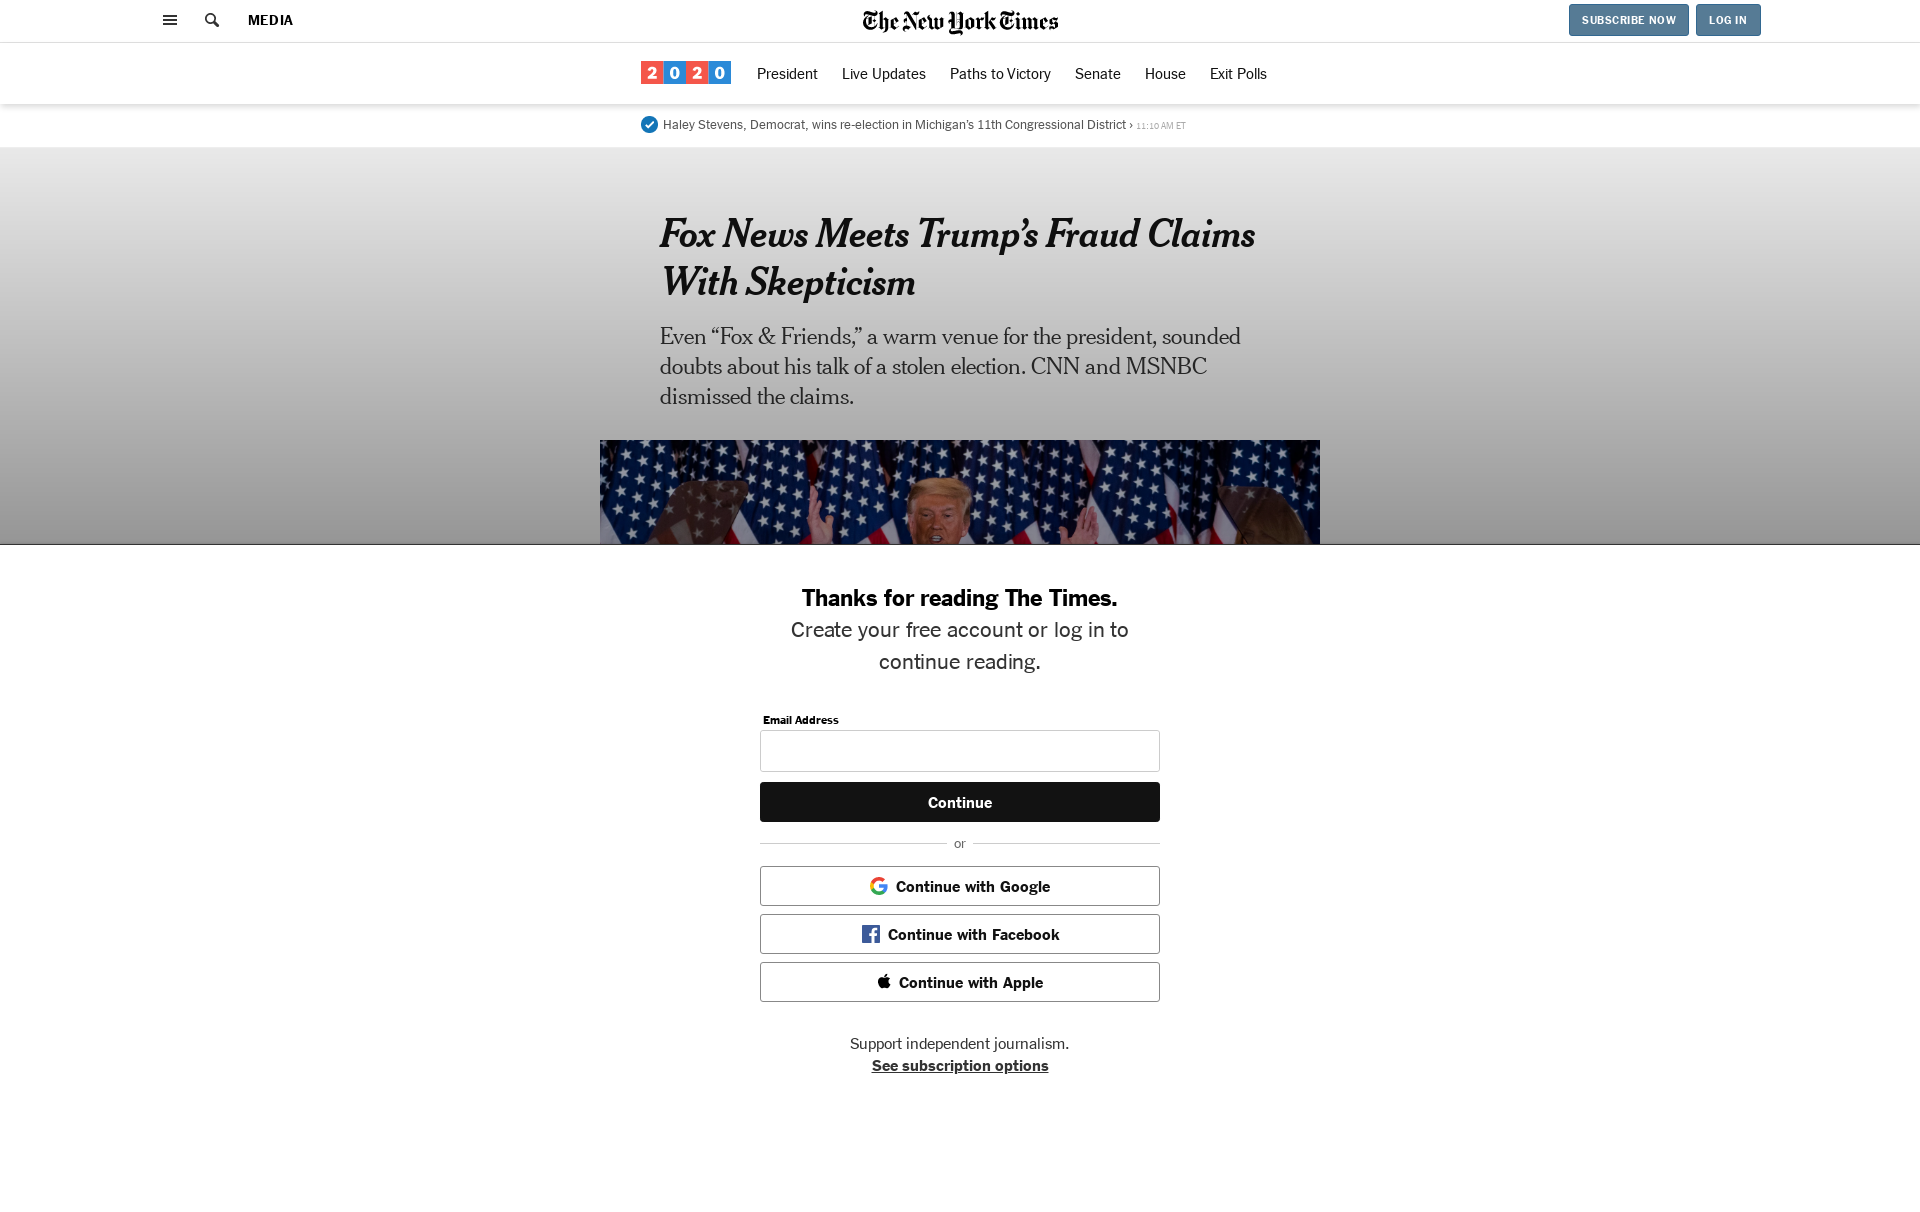 MEDIA
The New York Times
SUBSCRIBE NOW
LOG IN
2020
President
Live Updates
Paths to Victory
Senate
House
Exit Polls
Haley Stevens, Democrat, wins re-election in Michigan’s 11th Congressional District › 11:10 AM ET
Fox News Meets Trump’s Fraud Claims
With Skepticism
Even “Fox & Friends,” a warm venue for the president, sounded
doubts about his talk of a stolen election. CNN and MSNBC
dismissed the claims.
Thanks for reading The Times.
Create your free account or log in to
continue reading.
Email Address
Continue
or
Continue with Google
Continue with Facebook
Continue with Apple
Support independent journalism.
See subscription options